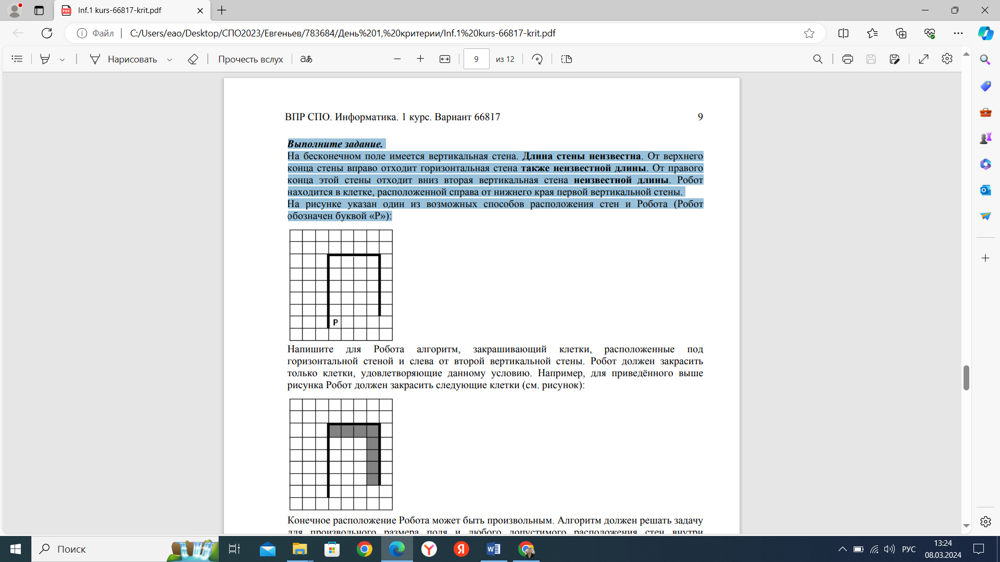 Inf.1 kurs-66817-krit.pdf
Файл
C:/Users/eao/Desktop/СПО2023/Евгеньев/783684/День%201,%20критерии/Inf.1%20kurs-66817-krit.pdf
Нарисовать
Прочесть вслух
аあ
9
из 12
ВПР СПО. Информатика. 1 курс. Вариант 66817
9
Выполните задание.
На бесконечном поле имеется вертикальная стена. Длина стены неизвестна. От верхнего
конца стены вправо отходит горизонтальная стена также неизвестной длины. От правого
конца этой стены отходит вниз вторая вертикальная стена неизвестной длины. Робот
находится в клетке, расположенной справа от нижнего края первой вертикальной стены.
На рисунке указан один из возможных способов расположения стен и Робота (Робот
обозначен буквой «Р»):
Р
Напишите для Робота алгоритм, закрашивающий клетки, расположенные под
горизонтальной стеной и слева от второй вертикальной стены. Робот должен закрасить
только клетки, удовлетворяющие данному условию. Например, для приведённого выше
рисунка Робот должен закрасить следующие клетки (см. рисунок):
Конечное расположение Робота может быть произвольным. Алгоритм должен решать задачу
для произвольного размера поля и любого допустимого расположения стен внутри
Поиск
РУС
13:24
08.03.2024